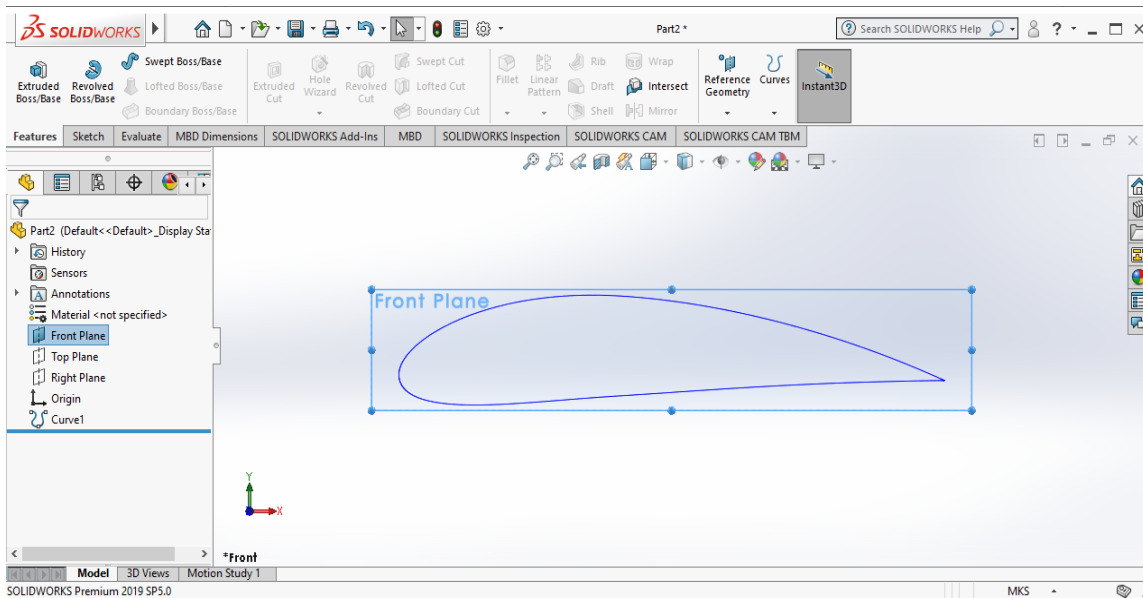 SOLIDWORKS
Part2 *
Search SOLIDWORKS Help
?
Extruded Boss/Base
Revolved Boss/Base
Swept Boss/Base
Lofted Boss/Base
Boundary Boss/Base
Extruded Cut
Hole Wizard
Revolved Cut
Swept Cut
Lofted Cut
Boundary Cut
Fillet
Linear Pattern
Rib
Draft
Shell
Wrap
Intersect
Mirror
Reference Geometry
Curves
Instant3D
Features
Sketch
Evaluate
MBD Dimensions
SOLIDWORKS Add-Ins
MBD
SOLIDWORKS Inspection
SOLIDWORKS CAM
SOLIDWORKS CAM TBM
Part2 (Default<<Default>_Display Sta
History
Sensors
Annotations
Material <not specified>
Front Plane
Top Plane
Right Plane
Origin
Curve1
Front Plane
Y
X
*Front
Model
3D Views
Motion Study 1
SOLIDWORKS Premium 2019 SP5.0
MKS